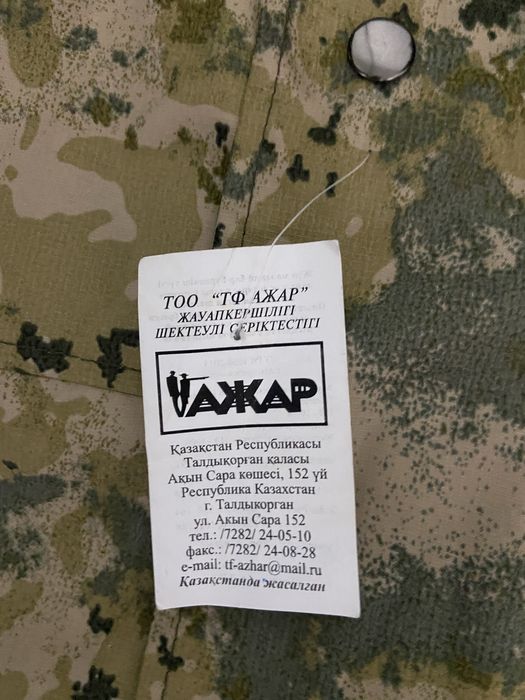 ТОО "ТФ АЖАР"
ЖАУАПКЕРШІЛІГІ
ШЕКТЕУЛІ СЕРІКТЕСТІГІ
АЖАР
Қазақстан Республикасы
Талдықорған қаласы
Ақын Сара көшесі, 152 үй
Республика Казахстан
г. Талдыкорган
ул. Акын Сара 152
тел.: /7282/ 24-05-10
факс.: /7282/ 24-08-28
e-mail: tf-azhar@mail.ru
Қазақстанда жасалған